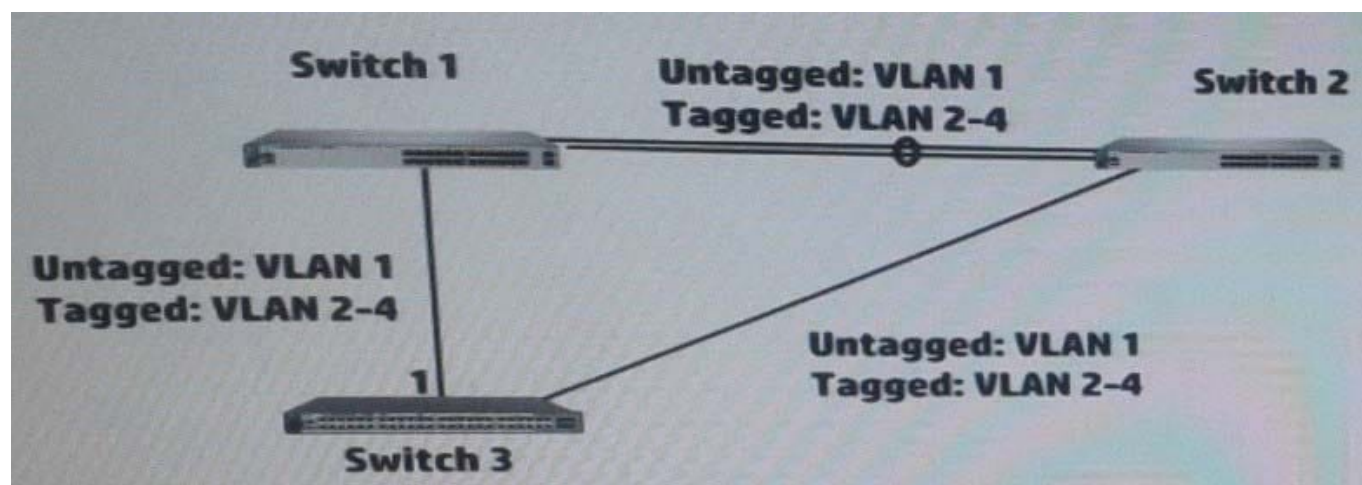 Switch 1
Untagged: VLAN 1
Tagged: VLAN 2-4
Switch 2
Untagged: VLAN 1
Tagged: VLAN 2-4
Untagged: VLAN 1
Tagged: VLAN 2-4
1
Switch 3